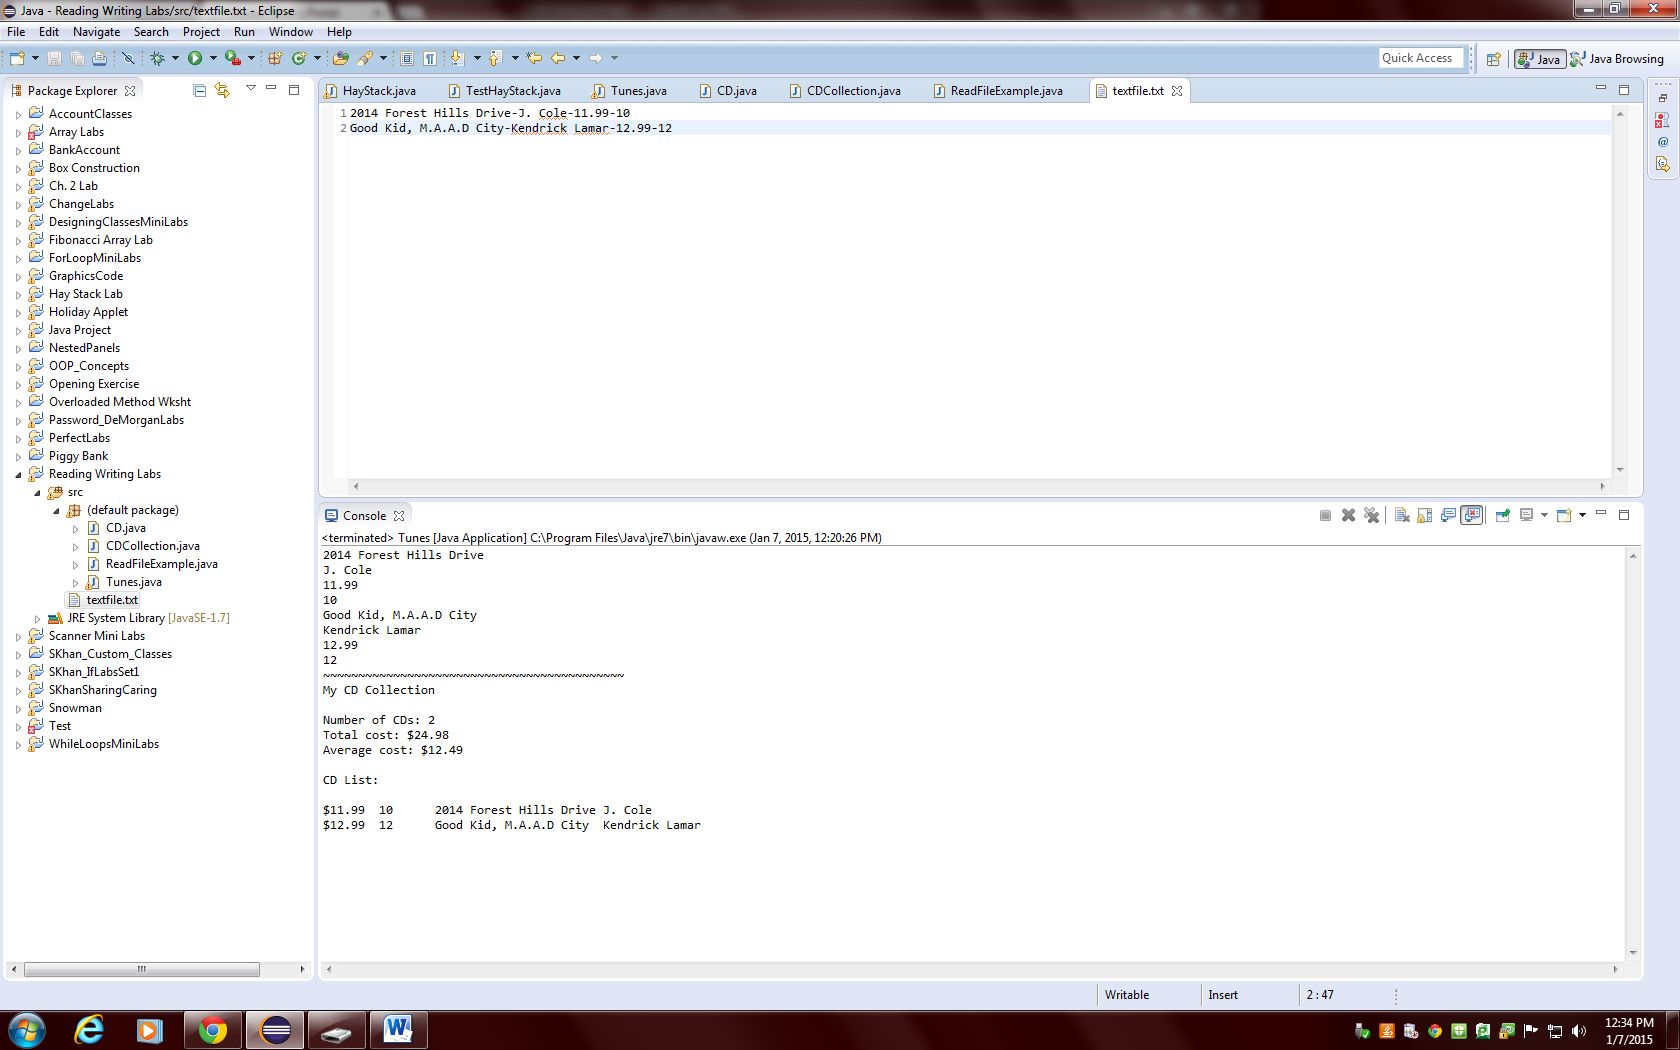 Java - Reading Writing Labs/src/textfile.txt - Eclipse
File Edit Navigate Search Project Run Window Help
Quick Access Java Java Browsing
Package Explorer
AccountClasses
Array Labs
BankAccount
Box Construction
Ch. 2 Lab
ChangeLabs
DesigningClassesMiniLabs
Fibonacci Array Lab
ForLoopMiniLabs
GraphicsCode
Hay Stack Lab
Holiday Applet
Java Project
NestedPanels
OOP_Concepts
Opening Exercise
Overloaded Method Wksht
Password_DeMorganLabs
PerfectLabs
Piggy Bank
Reading Writing Labs
src
(default package)
CD.java
CDCollection.java
ReadFileExample.java
Tunes.java
textfile.txt
JRE System Library [JavaSE-1.7]
Scanner Mini Labs
SKhan_Custom_Classes
SKhan_IfLabsSet1
SKhanSharingCaring
Snowman
Test
WhileLoopsMiniLabs
HayStack.java TestHayStack.java Tunes.java CD.java CDCollection.java ReadFileExample.java textfile.txt
1 2014 Forest Hills Drive-J. Cole-11.99-10
2 Good Kid, M.A.A.D City-Kendrick Lamar-12.99-12
Console
<terminated> Tunes [Java Application] C:\Program Files\Java\jre7\bin\javaw.exe (Jan 7, 2015, 12:20:26 PM)
2014 Forest Hills Drive
J. Cole
11.99
10
Good Kid, M.A.A.D City
Kendrick Lamar
12.99
12
~~~~~~~~~~~~~~~~~~~~~~~~~~~~~~~~~~~~~~~~~~~
My CD Collection
Number of CDs: 2
Total cost: $24.98
Average cost: $12.49
CD List:
$11.99 10 2014 Forest Hills Drive J. Cole
$12.99 12 Good Kid, M.A.A.D City Kendrick Lamar
Writable Insert 2 : 47
12:34 PM
1/7/2015